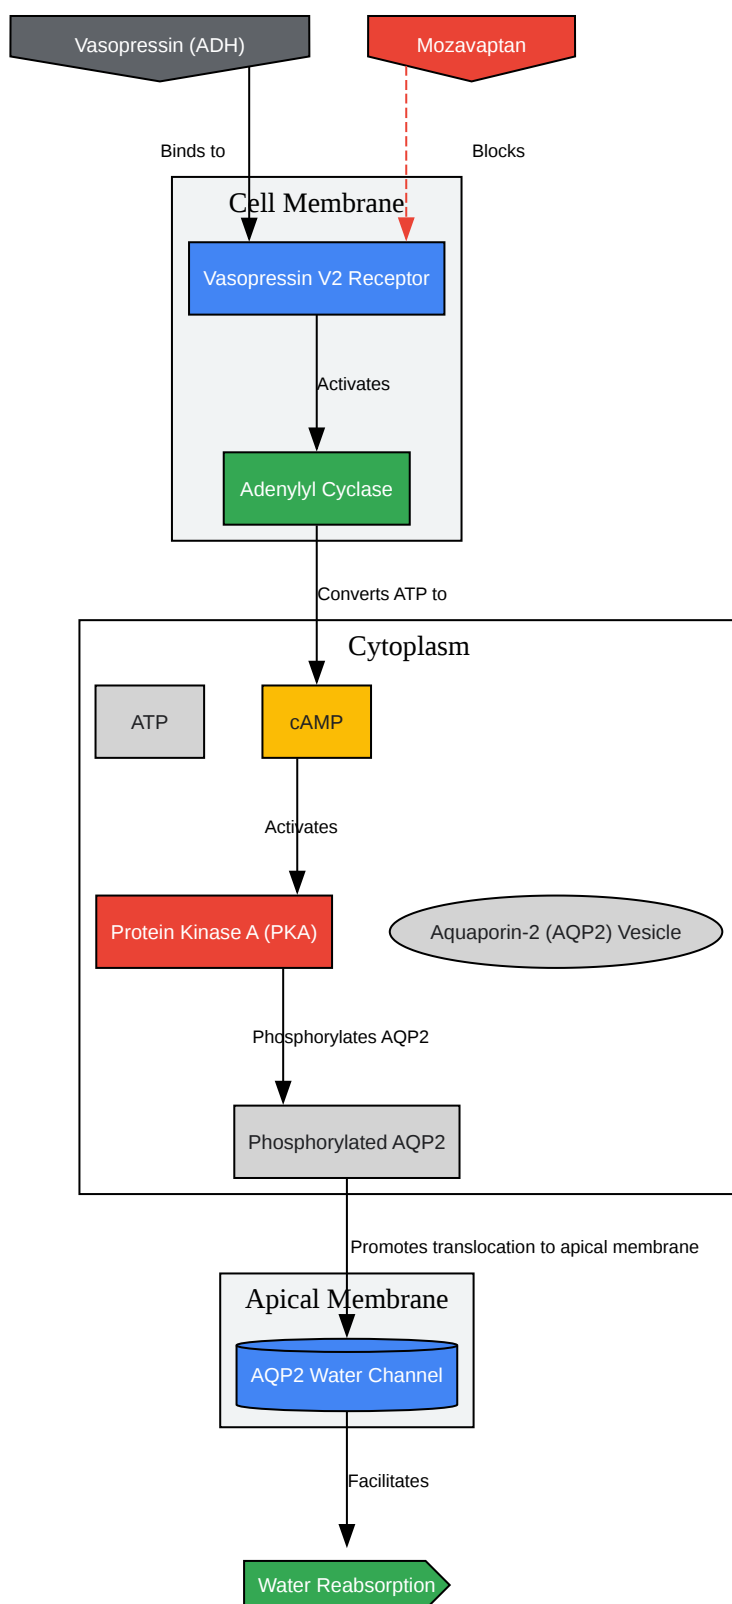 Vasopressin (ADH)
Mozavaptan
Binds to
Blocks
Cell Membrane
Vasopressin V2 Receptor
Activates
Adenylyl Cyclase
Converts ATP to
Cytoplasm
ATP
cAMP
Activates
Protein Kinase A (PKA)
Aquaporin-2 (AQP2) Vesicle
Phosphorylates AQP2
Phosphorylated AQP2
Promotes translocation to apical membrane
Apical Membrane
AQP2 Water Channel
Facilitates
Water Reabsorption